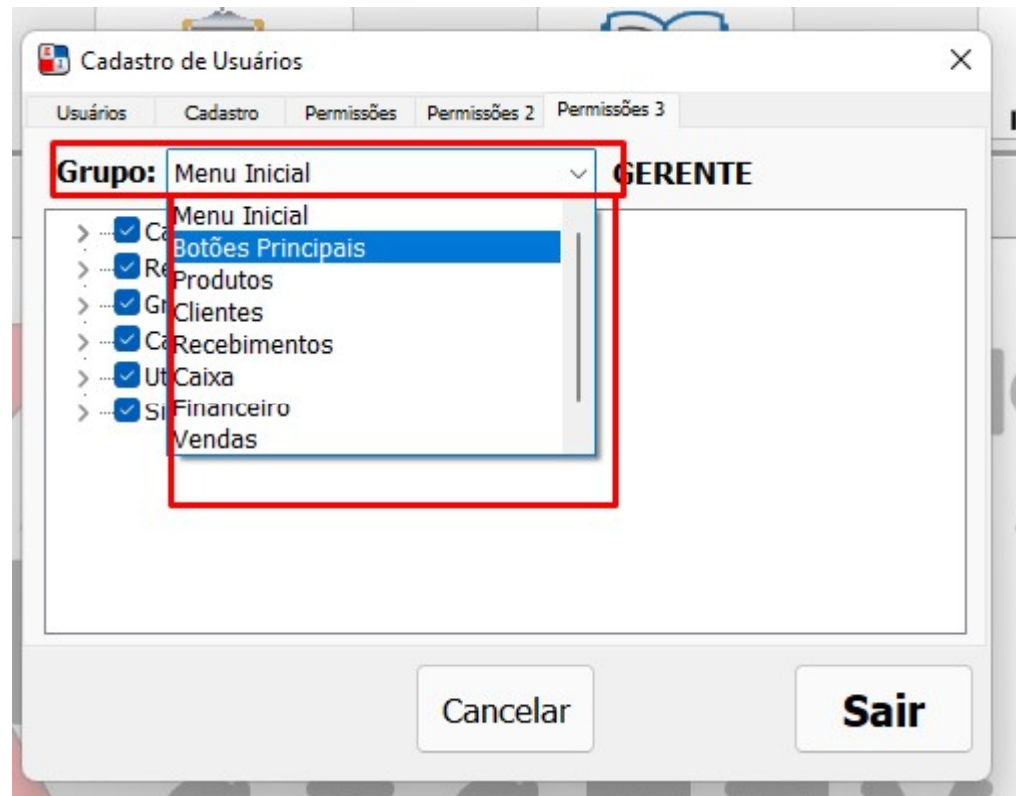 Cadastro de Usuários
Usuários Cadastro Permissões Permissões 2 Permissões 3
Grupo: Menu Inicial GERENTE
Menu Inicial
Botões Principais
Produtos
Clientes
Recebimentos
Caixa
Financeiro
Vendas
Cancelar Sair